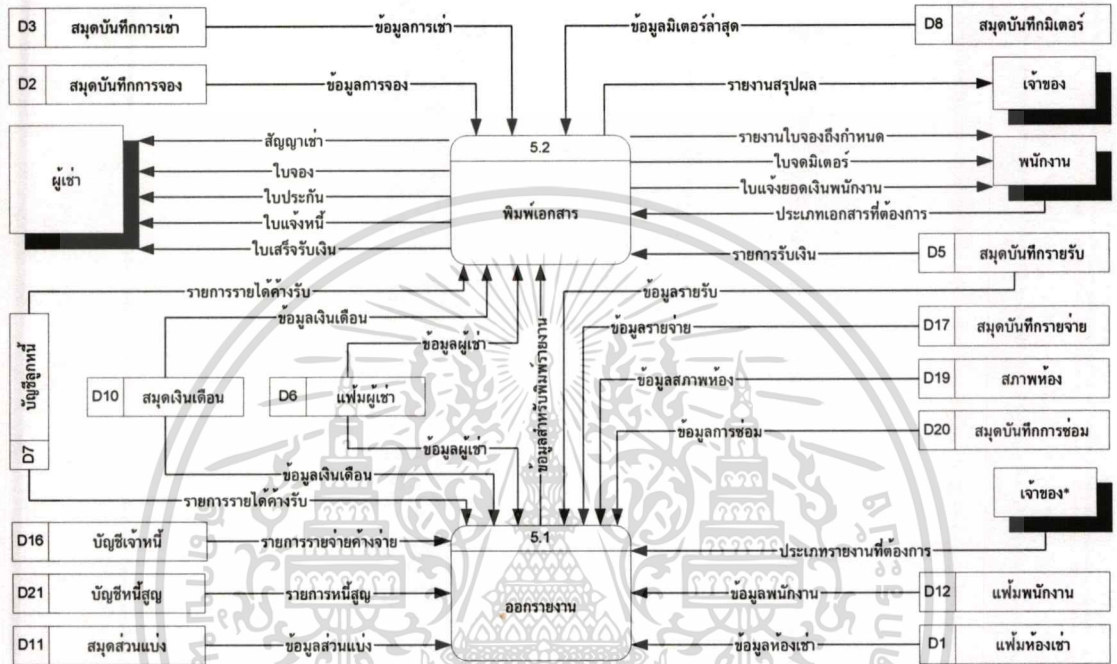 D3 สมุดบันทึกการเช่า ข้อมูลการเช่า ข้อมูลมิเตอร์ล่าสุด D8 สมุดบันทึกมิเตอร์
D2 สมุดบันทึกการจอง ข้อมูลการจอง รายงานสรุปผล เจ้าของ
สัญญาเช่า 5.2 รายงานใบจองถึงกำหนด
ใบจอง ใบจดมิเตอร์ พนักงาน
ผู้เช่า ใบประกัน ใบแจ้งยอดเงินพนักงาน
ใบแจ้งหนี้ พิมพ์เอกสาร ประเภทเอกสารที่ต้องการ
ใบเสร็จรับเงิน รายการรับเงิน D5 สมุดบันทึกรายรับ
รายการรายได้ค้างรับ ข้อมูลรายรับ
ข้อมูลเงินเดือน ข้อมูลรายจ่าย D17 สมุดบันทึกรายจ่าย
ข้อมูลผู้เช่า
บัญชีลูกหนี้ D10 สมุดเงินเดือน D6 แฟ้มผู้เช่า ข้อมูลสำหรับพิมพ์รายงาน ข้อมูลสภาพห้อง D19 สภาพห้อง
D7 ข้อมูลผู้เช่า ข้อมูลการซ่อม D20 สมุดบันทึกการซ่อม
ข้อมูลเงินเดือน
รายการรายได้ค้างรับ เจ้าของ*
D16 บัญชีเจ้าหนี้ รายการรายจ่ายค้างจ่าย 5.1 ประเภทรายงานที่ต้องการ
D21 บัญชีหนี้สูญ รายการหนี้สูญ ออกรายงาน ข้อมูลพนักงาน D12 แฟ้มพนักงาน
D11 สมุดส่วนแบ่ง ข้อมูลส่วนแบ่ง ข้อมูลห้องเช่า D1 แฟ้มห้องเช่า